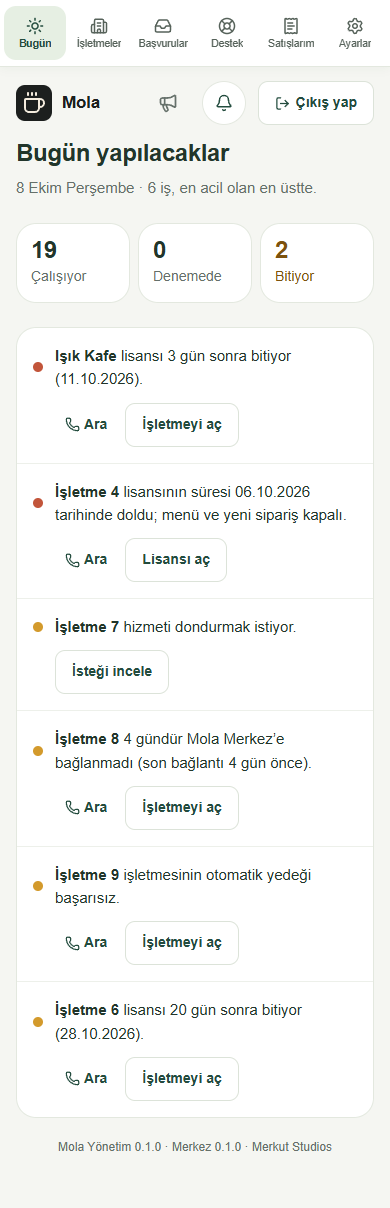 Bugün
İşletmeler
Başvurular
Destek
Satışlarım
Ayarlar
Mola
Çıkış yap
Bugün yapılacaklar
8 Ekim Perşembe · 6 iş, en acil olan en üstte.
19
Çalışıyor
0
Denemede
2
Bitiyor
Işık Kafe lisansı 3 gün sonra bitiyor
(11.10.2026).
Ara
İşletmeyi aç
İşletme 4 lisansının süresi 06.10.2026
tarihinde doldu; menü ve yeni sipariş kapalı.
Ara
Lisansı aç
İşletme 7 hizmeti dondurmak istiyor.
İsteği incele
İşletme 8 4 gündür Mola Merkez’e
bağlanmadı (son bağlantı 4 gün önce).
Ara
İşletmeyi aç
İşletme 9 işletmesinin otomatik yedeği
başarısız.
Ara
İşletmeyi aç
İşletme 6 lisansı 20 gün sonra bitiyor
(28.10.2026).
Ara
İşletmeyi aç
Mola Yönetim 0.1.0 · Merkez 0.1.0 · Merkut Studios